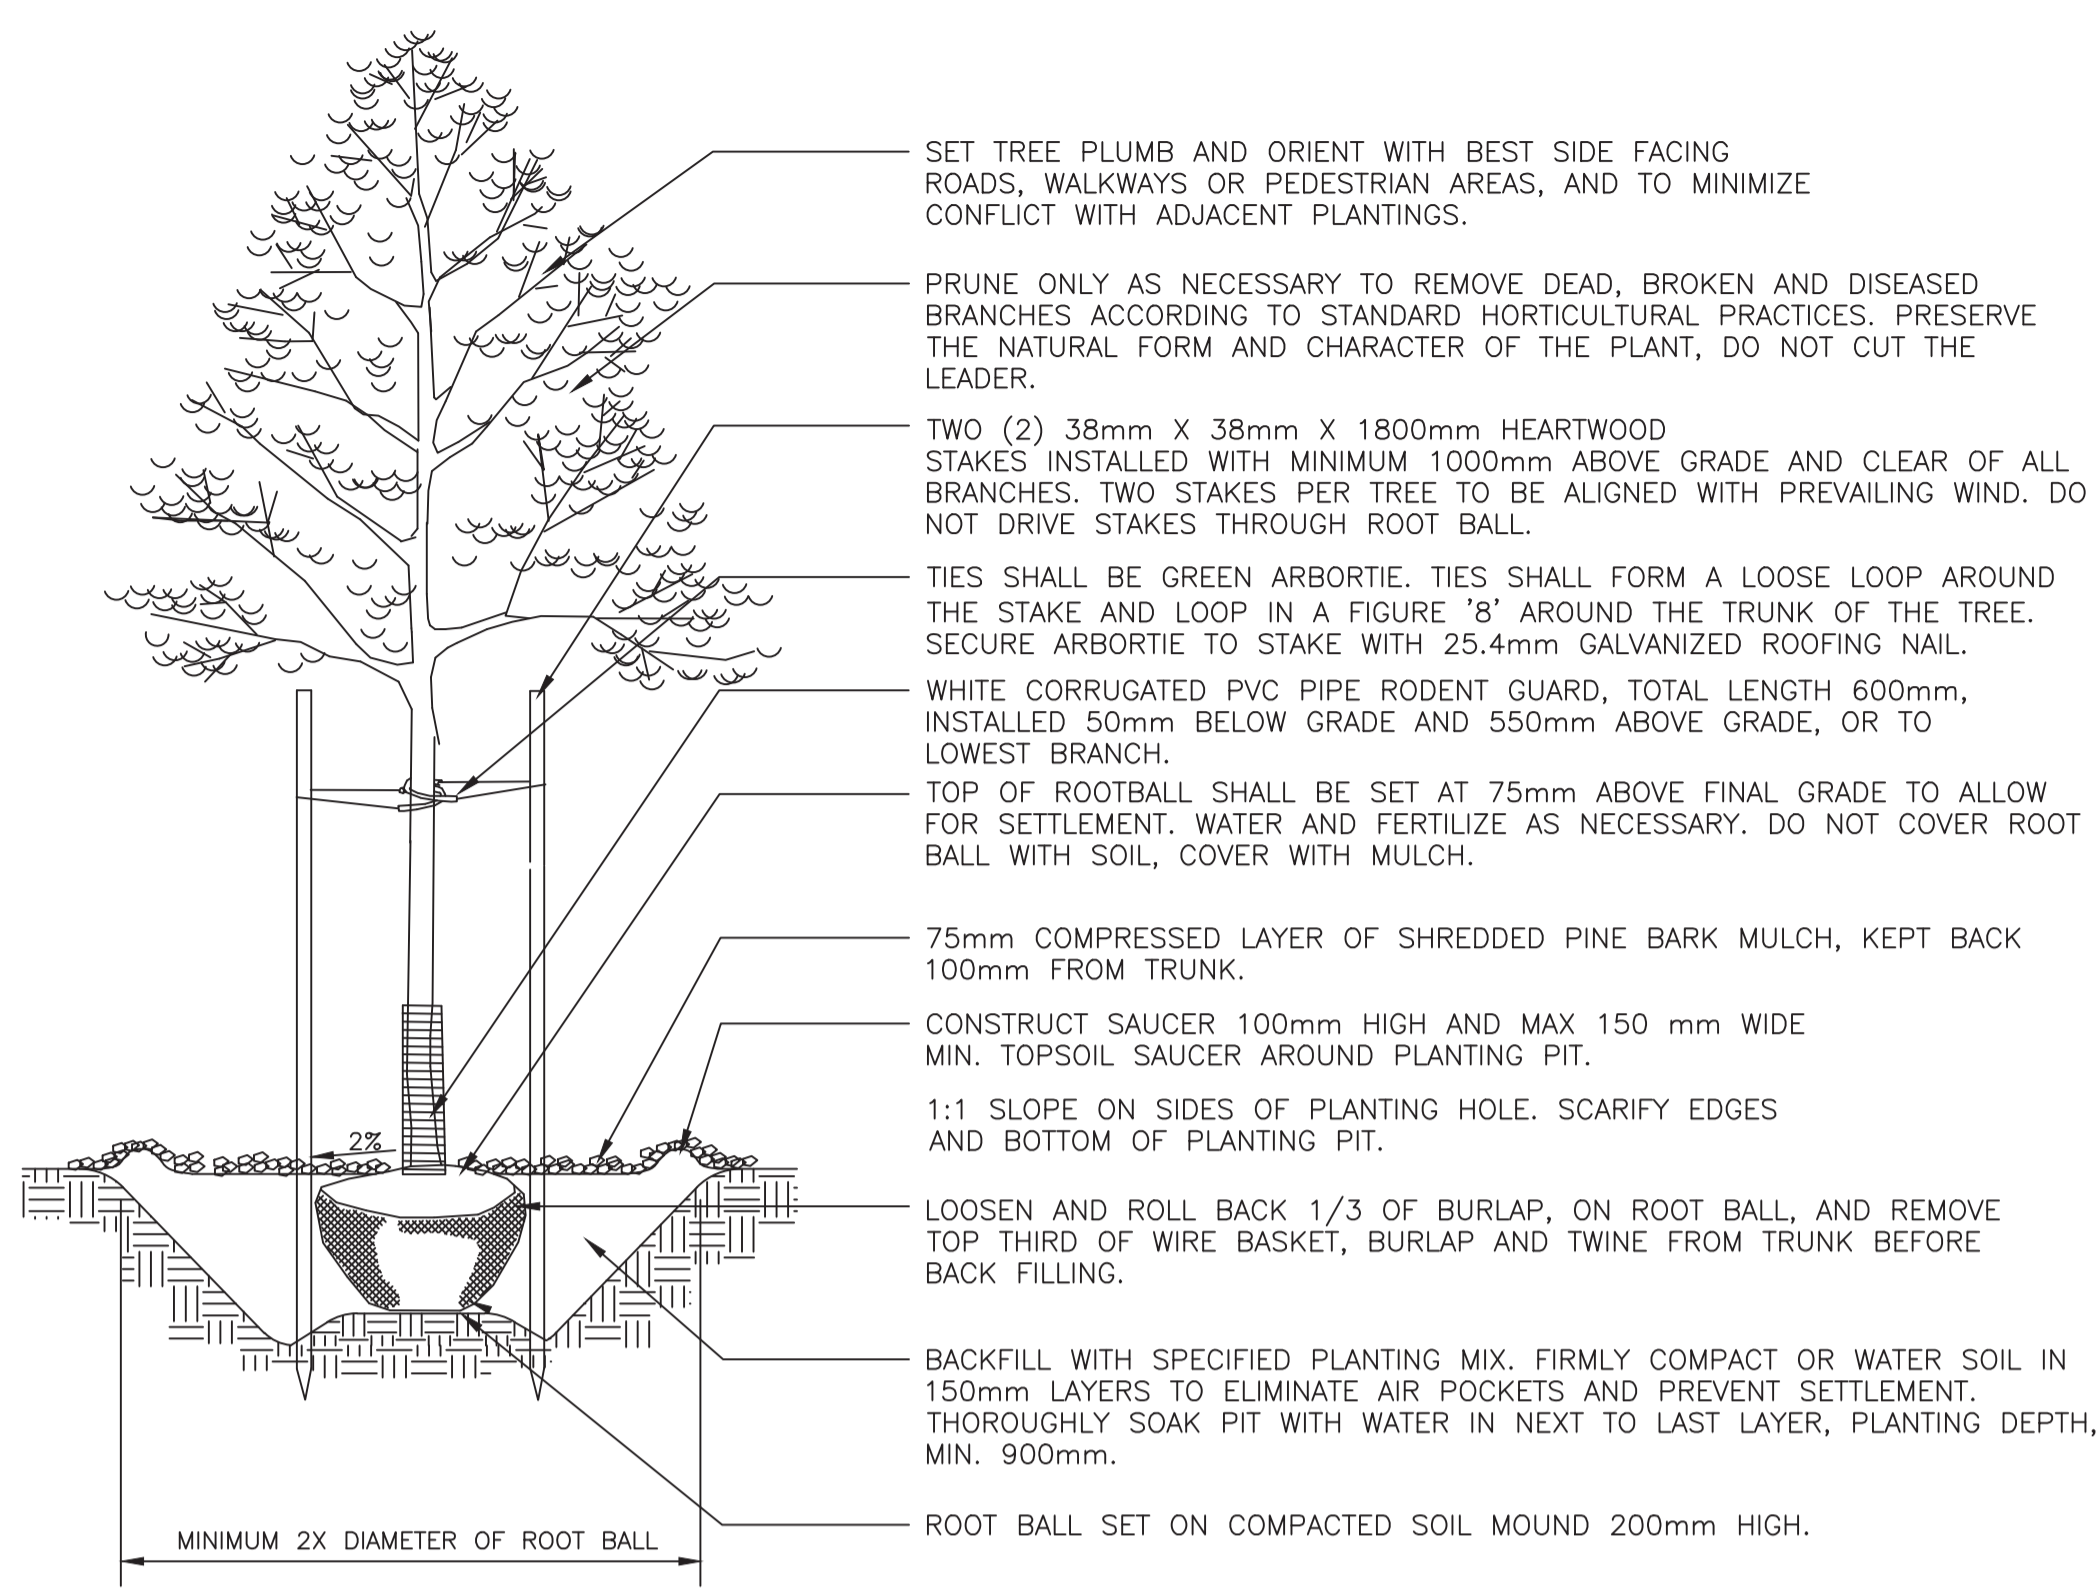 SET TREE PLUMB AND ORIENT WITH BEST SIDE FACING
ROADS, WALKWAYS OR PEDESTRIAN AREAS, AND TO MINIMIZE
CONFLICT WITH ADJACENT PLANTINGS.
PRUNE ONLY AS NECESSARY TO REMOVE DEAD, BROKEN AND DISEASED
BRANCHES ACCORDING TO STANDARD HORTICULTURAL PRACTICES. PRESERVE
THE NATURAL FORM AND CHARACTER OF THE PLANT, DO NOT CUT THE
LEADER.
TWO (2) 38mm X 38mm X 1800mm HEARTWOOD
STAKES INSTALLED WITH MINIMUM 1000mm ABOVE GRADE AND CLEAR OF ALL
BRANCHES. TWO STAKES PER TREE TO BE ALIGNED WITH PREVAILING WIND. DO
NOT DRIVE STAKES THROUGH ROOT BALL.
TIES SHALL BE GREEN ARBORTIE. TIES SHALL FORM A LOOSE LOOP AROUND
THE STAKE AND LOOP IN A FIGURE '8' AROUND THE TRUNK OF THE TREE.
SECURE ARBORTIE TO STAKE WITH 25.4mm GALVANIZED ROOFING NAIL.
WHITE CORRUGATED PVC PIPE RODENT GUARD, TOTAL LENGTH 600mm,
INSTALLED 50mm BELOW GRADE AND 550mm ABOVE GRADE, OR TO
LOWEST BRANCH.
TOP OF ROOTBALL SHALL BE SET AT 75mm ABOVE FINAL GRADE TO ALLOW
FOR SETTLEMENT. WATER AND FERTILIZE AS NECESSARY. DO NOT COVER ROOT
BALL WITH SOIL, COVER WITH MULCH.
75mm COMPRESSED LAYER OF SHREDDED PINE BARK MULCH, KEPT BACK
100mm FROM TRUNK.
CONSTRUCT SAUCER 100mm HIGH AND MAX 150 mm WIDE
MIN. TOPSOIL SAUCER AROUND PLANTING PIT.
1:1 SLOPE ON SIDES OF PLANTING HOLE. SCARIFY EDGES
AND BOTTOM OF PLANTING PIT.
2%
LOOSEN AND ROLL BACK 1/3 OF BURLAP, ON ROOT BALL, AND REMOVE
TOP THIRD OF WIRE BASKET, BURLAP AND TWINE FROM TRUNK BEFORE
BACK FILLING.
BACKFILL WITH SPECIFIED PLANTING MIX. FIRMLY COMPACT OR WATER SOIL IN
150mm LAYERS TO ELIMINATE AIR POCKETS AND PREVENT SETTLEMENT.
THOROUGHLY SOAK PIT WITH WATER IN NEXT TO LAST LAYER, PLANTING DEPTH,
MIN. 900mm.
ROOT BALL SET ON COMPACTED SOIL MOUND 200mm HIGH.
MINIMUM 2X DIAMETER OF ROOT BALL